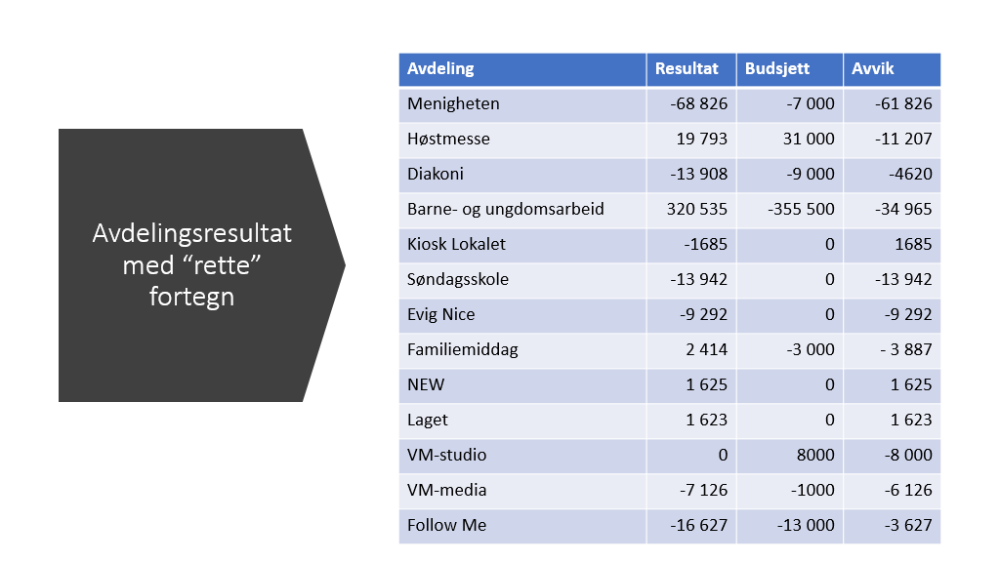 Avdelingsresultat
med “rette”
fortegn
Avdeling Resultat Budsjett Avvik
Menigheten -68 826 -7 000 -61 826
Høstmesse 19 793 31 000 -11 207
Diakoni -13 908 -9 000 -4620
Barne- og ungdomsarbeid 320 535 -355 500 -34 965
Kiosk Lokalet -1685 0 1685
Søndagsskole -13 942 0 -13 942
Evig Nice -9 292 0 -9 292
Familiemiddag 2 414 -3 000 - 3 887
NEW 1 625 0 1 625
Laget 1 623 0 1 623
VM-studio 0 8000 -8 000
VM-media -7 126 -1000 -6 126
Follow Me -16 627 -13 000 -3 627